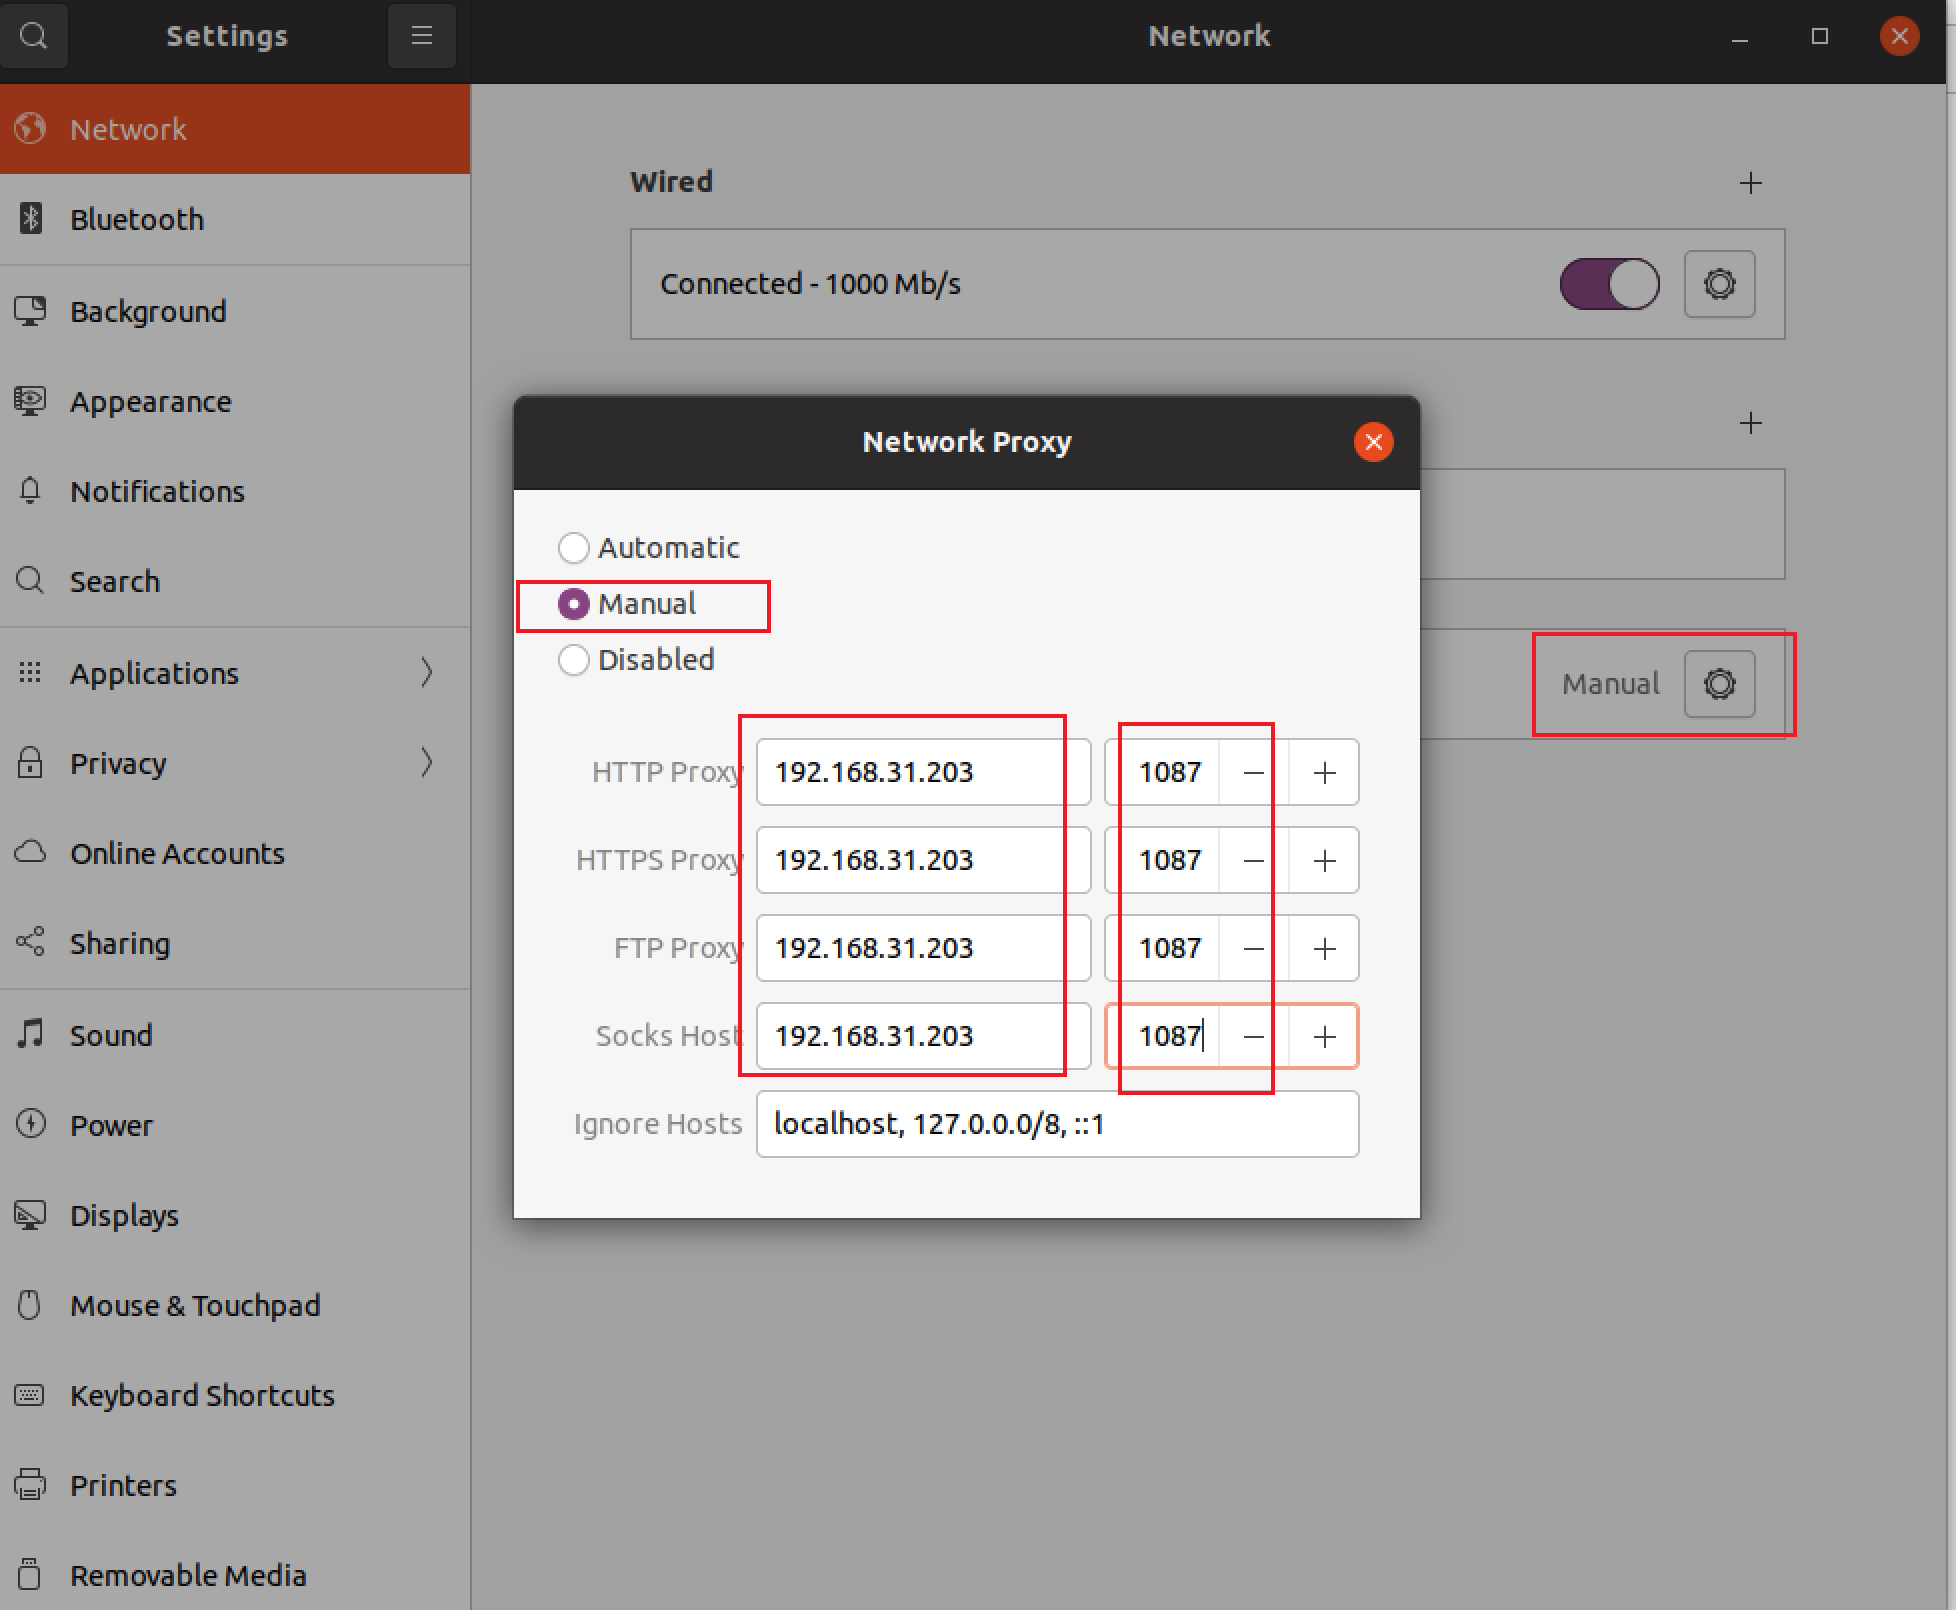 Settings
Network
Network
Bluetooth
Background
Appearance
Notifications
Search
Applications
Privacy
Online Accounts
Sharing
Sound
Power
Displays
Mouse & Touchpad
Keyboard Shortcuts
Printers
Removable Media
Wired
Connected - 1000 Mb/s
Manual
Network Proxy
Automatic
Manual
Disabled
HTTP Proxy 192.168.31.203 1087
HTTPS Proxy 192.168.31.203 1087
FTP Proxy 192.168.31.203 1087
Socks Host 192.168.31.203 1087
Ignore Hosts localhost, 127.0.0.0/8, ::1